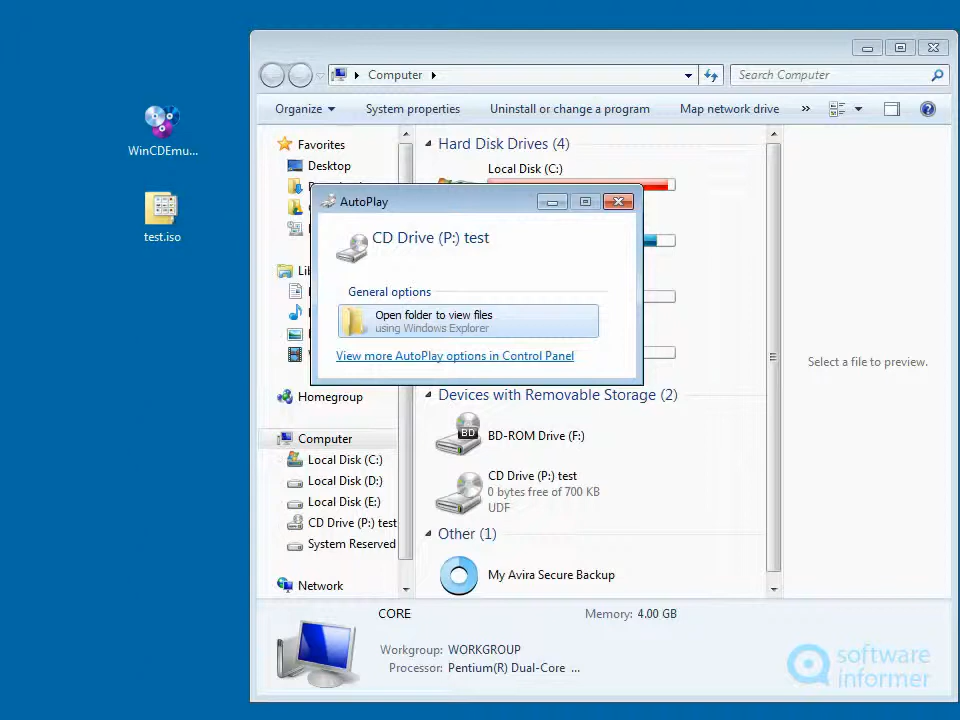 WinCDEmu...
test.iso
Computer
Search Computer
Organize
System properties
Uninstall or change a program
Map network drive
»
Favorites
Desktop
Homegroup
Computer
Local Disk (C:)
Local Disk (D:)
Local Disk (E:)
CD Drive (P:) test
System Reserved
Network
Hard Disk Drives (4)
Local Disk (C:)
AutoPlay
CD Drive (P:) test
General options
Open folder to view files
using Windows Explorer
View more AutoPlay options in Control Panel
Devices with Removable Storage (2)
BD
BD-ROM Drive (F:)
CD Drive (P:) test
0 bytes free of 700 KB
UDF
Other (1)
My Avira Secure Backup
Select a file to preview.
CORE
Memory: 4.00 GB
Workgroup: WORKGROUP
Processor: Pentium(R) Dual-Core ...
software
informer